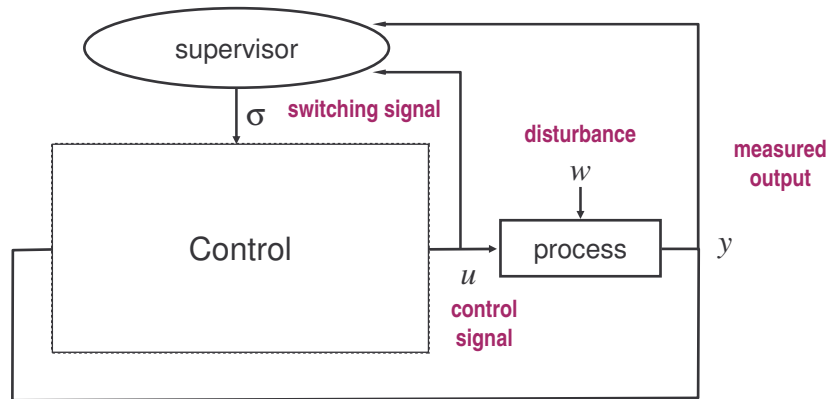 supervisor
σ
switching signal
disturbance
w
measured
output
Control
process
y
u
control
signal